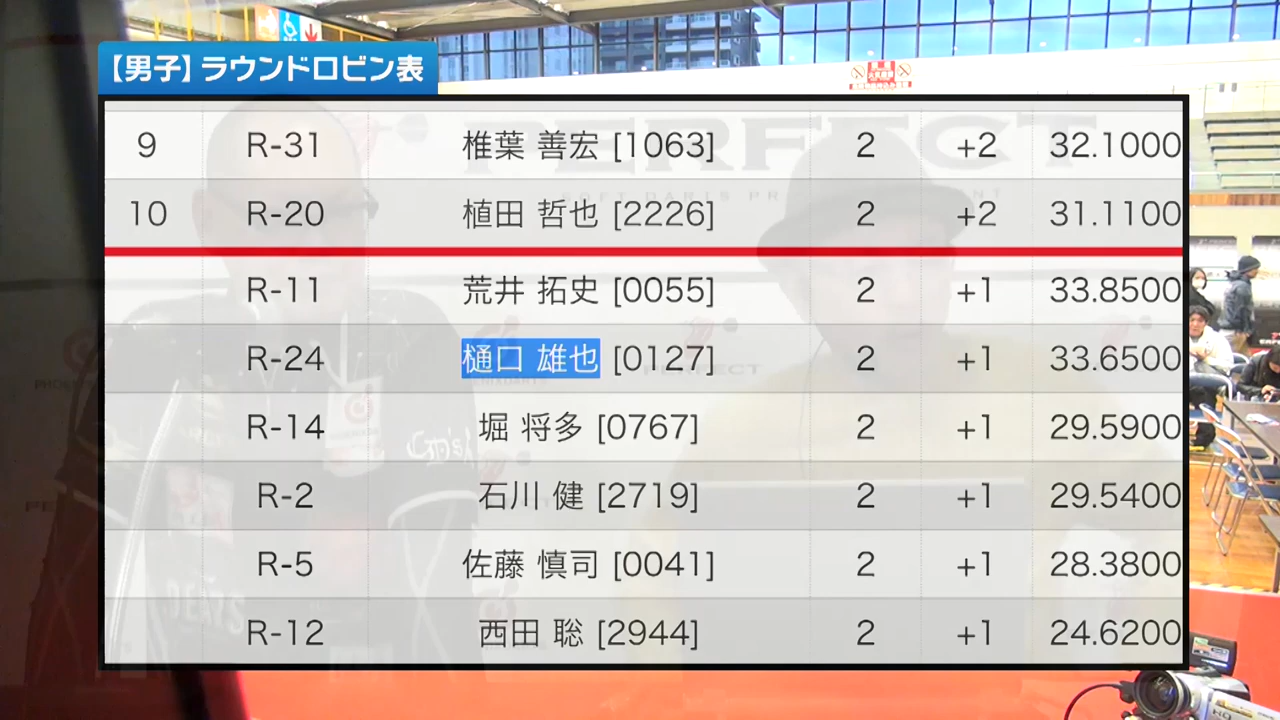 【男子】ラウンドロビン表
9 R-31 椎葉 善宏 [1063] 2 +2 32.1000
10 R-20 植田 哲也 [2226] 2 +2 31.1100
R-11 荒井 拓史 [0055] 2 +1 33.8500
R-24 樋口 雄也 [0127] 2 +1 33.6500
R-14 堀 将多 [0767] 2 +1 29.5900
R-2 石川 健 [2719] 2 +1 29.5400
R-5 佐藤 慎司 [0041] 2 +1 28.3800
R-12 西田 聡 [2944] 2 +1 24.6200
PERFECT